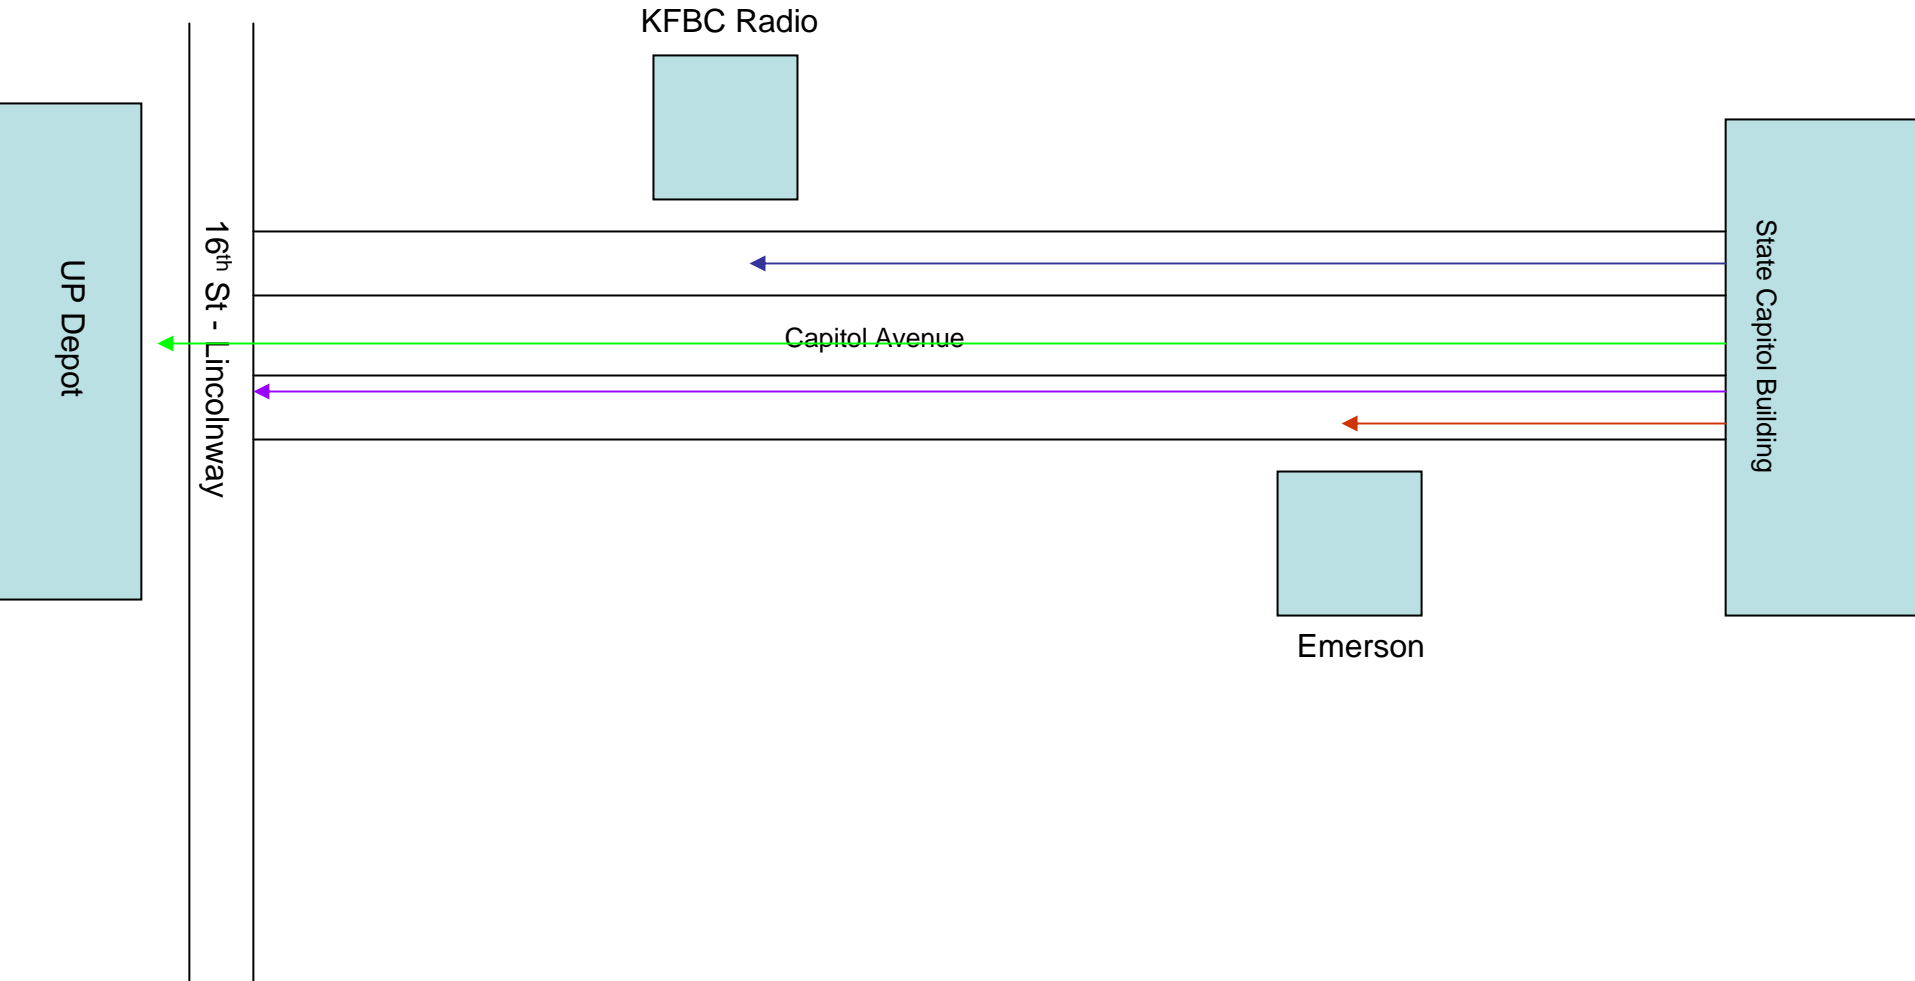 KFBC Radio
16th St - Lincolnway
State Capitol Building
UP Depot
Capitol Avenue
Emerson